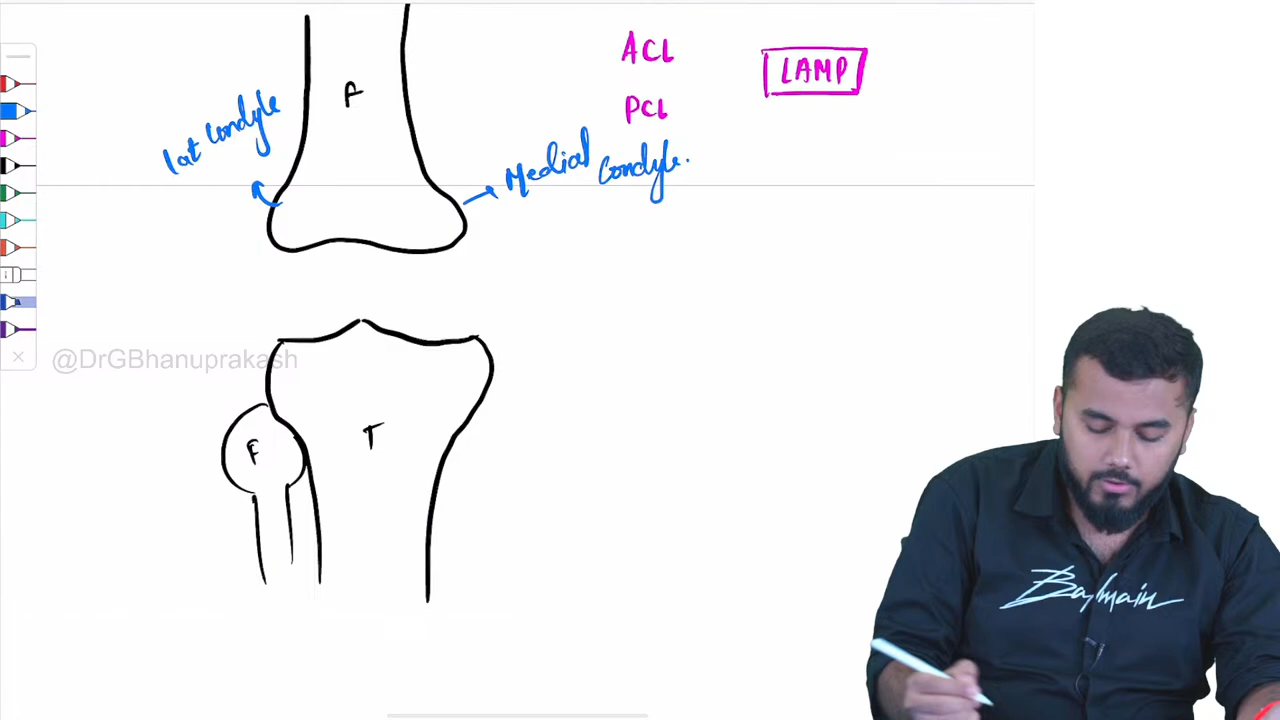 ACL
LAMP
F
PCL
lat Condyle
Medial Condyle.
@DrGBhanuprakash
T
F
Balmain